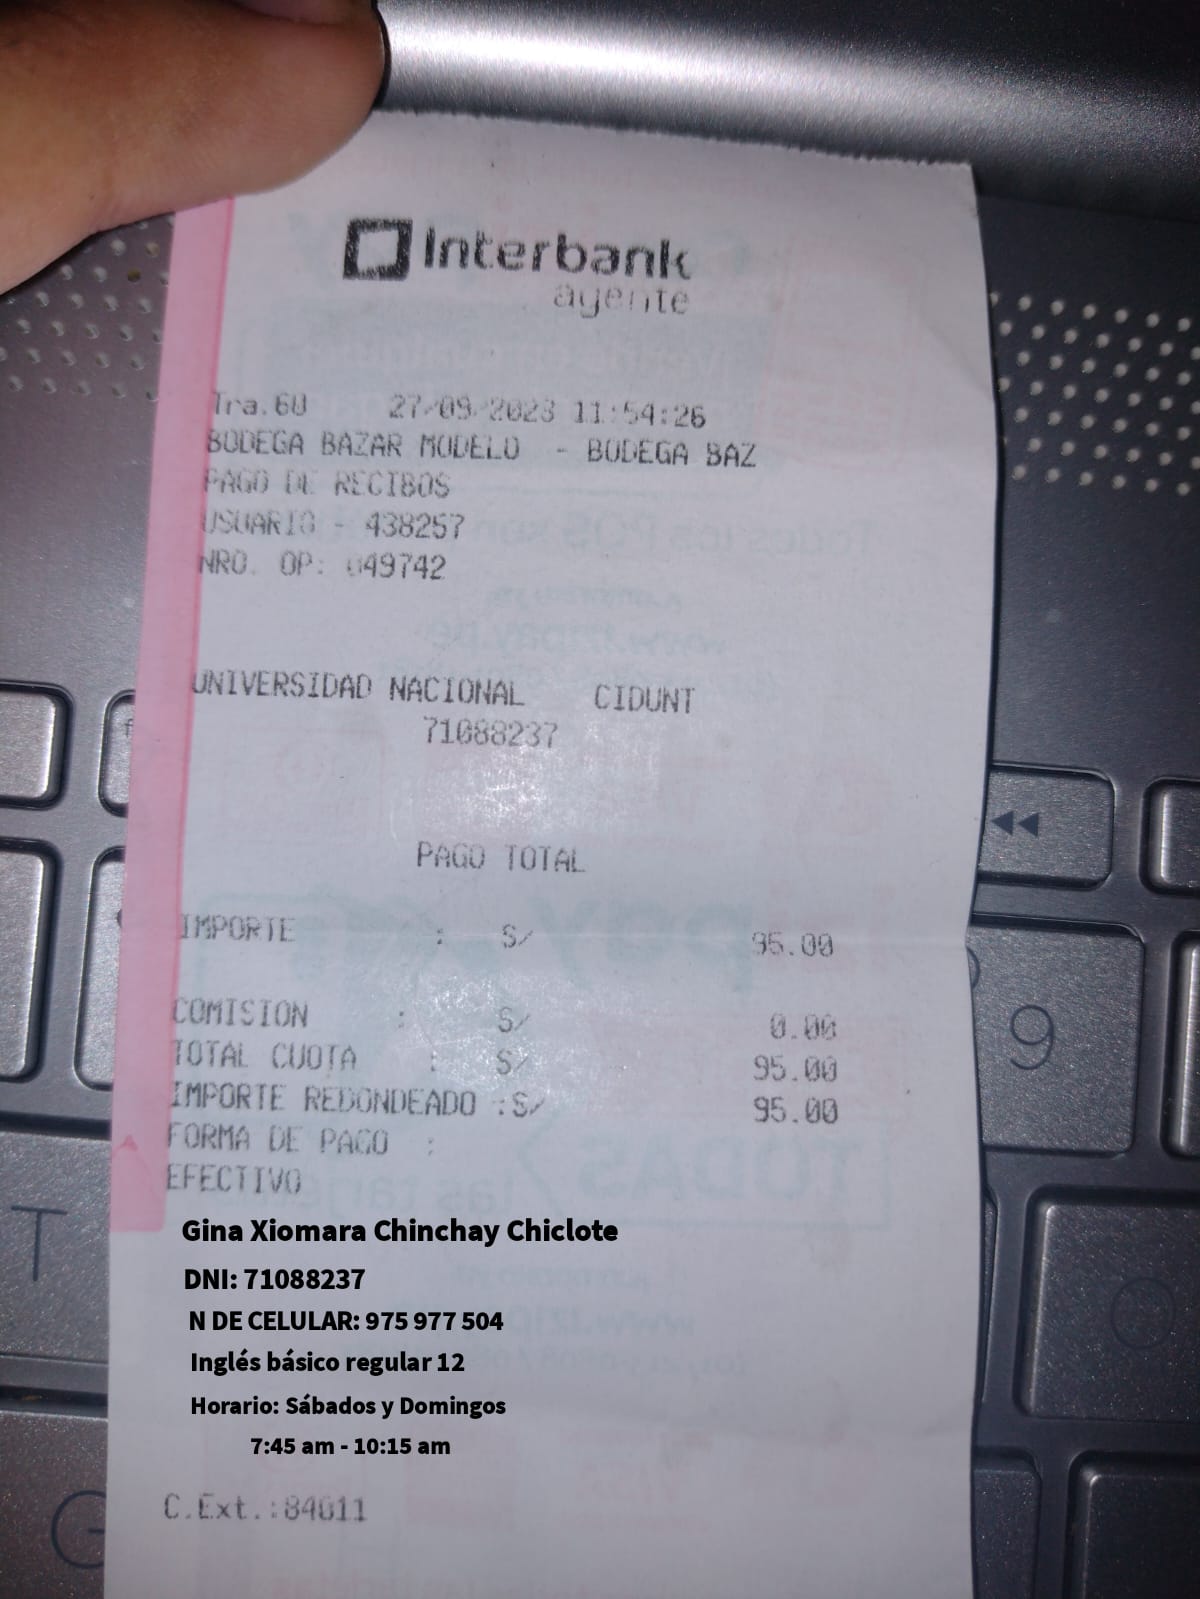 Interbank
agente
Tra.60 27/09/2023 11:54:26
BODEGA BAZAR MODELO - BODEGA BAZ
PAGO DE RECIBOS
USUARIO - 438257
NRO. OP: 049742
UNIVERSIDAD NACIONAL CIDUNT
71088237
PAGO TOTAL
IMPORTE : S/ 95.00
COMISION : S/ 0.00
TOTAL CUOTA : S/ 95.00
IMPORTE REDONDEADO :S/ 95.00
FORMA DE PAGO :
EFECTIVO
Gina Xiomara Chinchay Chiclote
DNI: 71088237
N DE CELULAR: 975 977 504
Inglés básico regular 12
Horario: Sábados y Domingos
7:45 am - 10:15 am
C.Ext.:84011
9
T
G